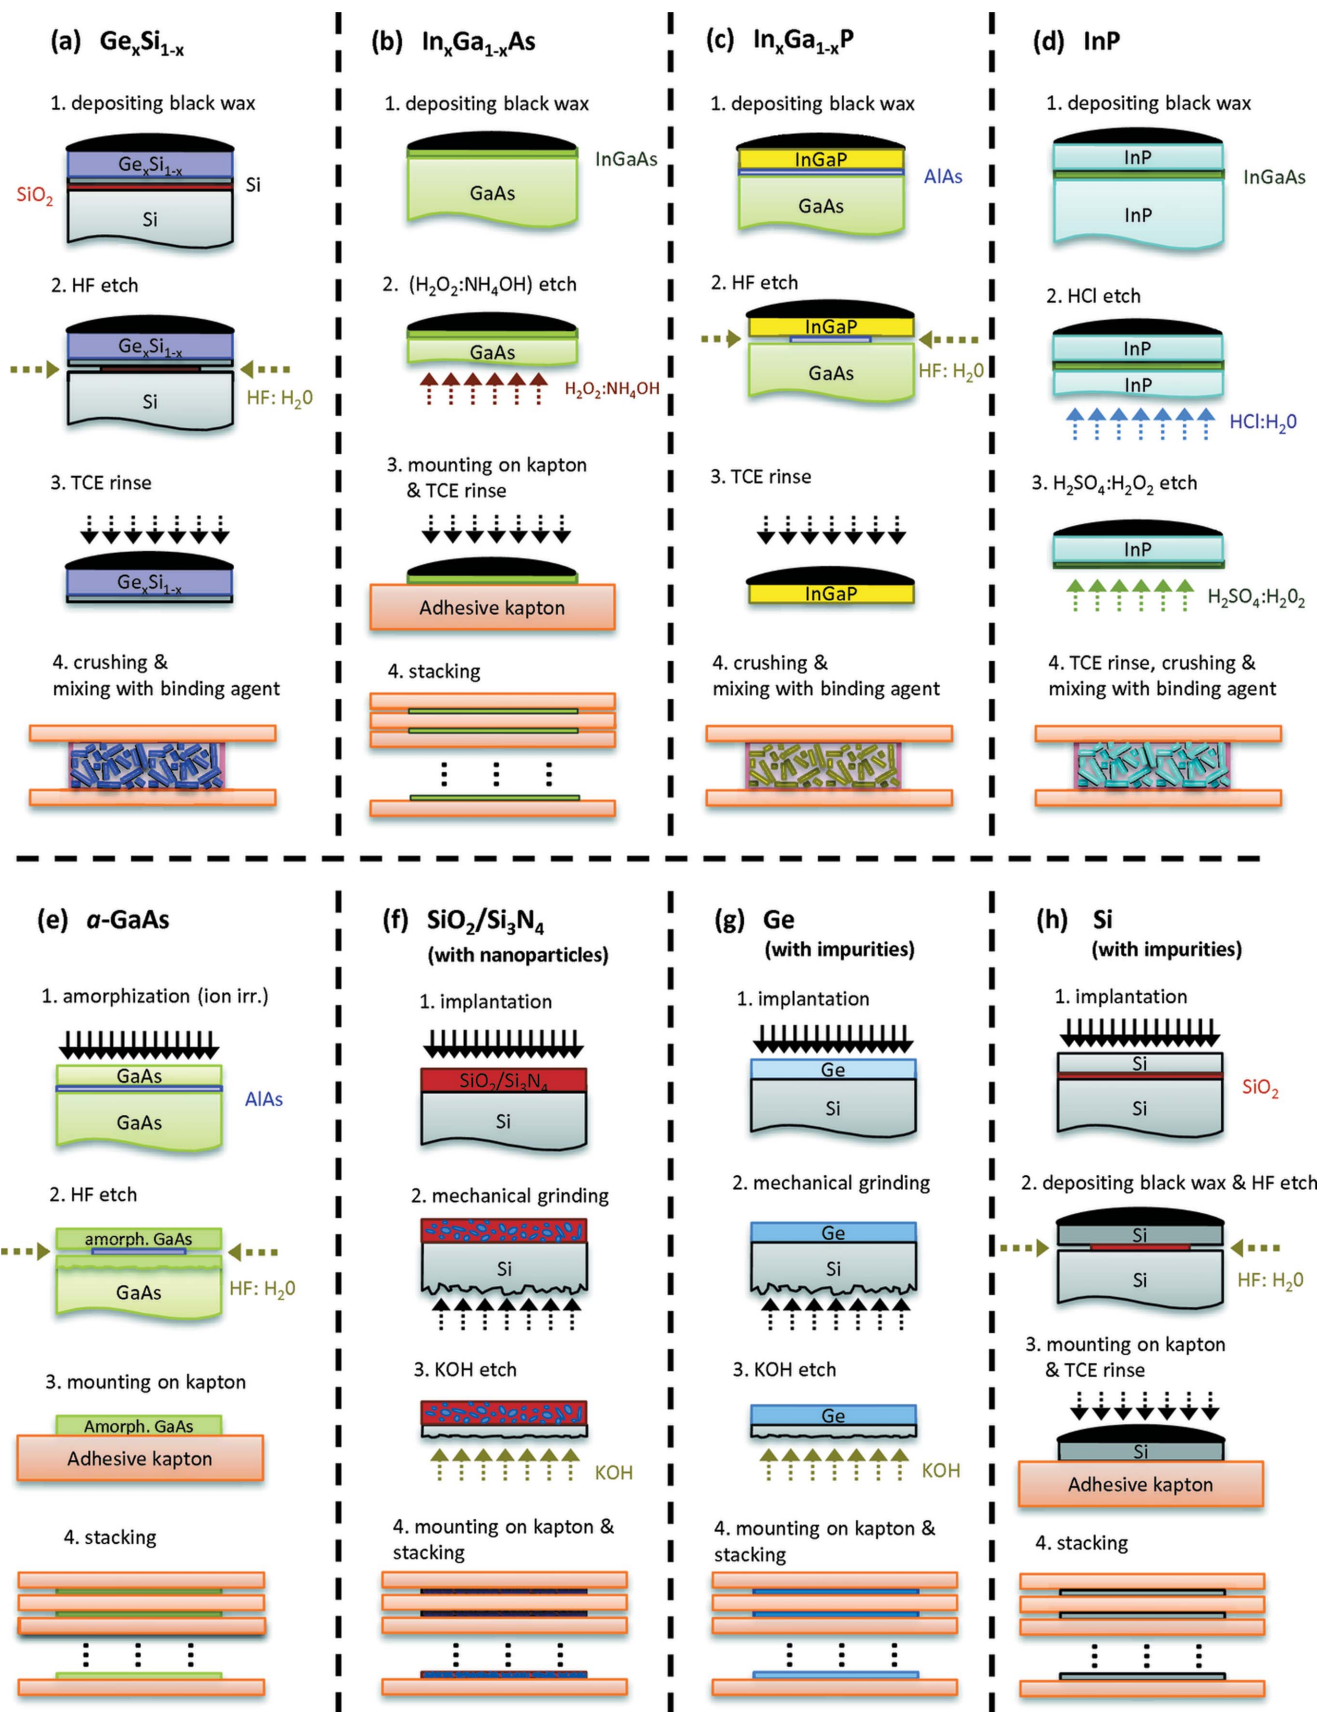 (a) GeₓSi₁₋ₓ
1. depositing black wax
GeₓSi₁₋ₓ
Si
SiO₂
Si
2. HF etch
GeₓSi₁₋ₓ
Si
HF: H₂0
3. TCE rinse
GeₓSi₁₋ₓ
4. crushing &
mixing with binding agent
(b) InₓGa₁₋ₓAs
1. depositing black wax
InGaAs
GaAs
2. (H₂O₂:NH₄OH) etch
GaAs
H₂O₂:NH₄OH
3. mounting on kapton
& TCE rinse
Adhesive kapton
4. stacking
(c) InₓGa₁₋ₓP
1. depositing black wax
InGaP
AlAs
GaAs
2. HF etch
InGaP
GaAs
HF: H₂0
3. TCE rinse
InGaP
4. crushing &
mixing with binding agent
(d) InP
1. depositing black wax
InP
InGaAs
InP
2. HCl etch
InP
InP
HCl:H₂0
3. H₂SO₄:H₂O₂ etch
InP
H₂SO₄:H₂0₂
4. TCE rinse, crushing &
mixing with binding agent
(e) α-GaAs
1. amorphization (ion irr.)
GaAs
AlAs
GaAs
2. HF etch
amorph. GaAs
GaAs
HF: H₂0
3. mounting on kapton
Amorph. GaAs
Adhesive kapton
4. stacking
(f) SiO₂/Si₃N₄
(with nanoparticles)
1. implantation
SiO₂/Si₃N₄
Si
2. mechanical grinding
Si
3. KOH etch
KOH
4. mounting on kapton &
stacking
(g) Ge
(with impurities)
1. implantation
Ge
Si
2. mechanical grinding
Ge
Si
3. KOH etch
Ge
KOH
4. mounting on kapton &
stacking
(h) Si
(with impurities)
1. implantation
Si
SiO₂
Si
2. depositing black wax & HF etch
Si
Si
HF: H₂0
3. mounting on kapton
& TCE rinse
Si
Adhesive kapton
4. stacking